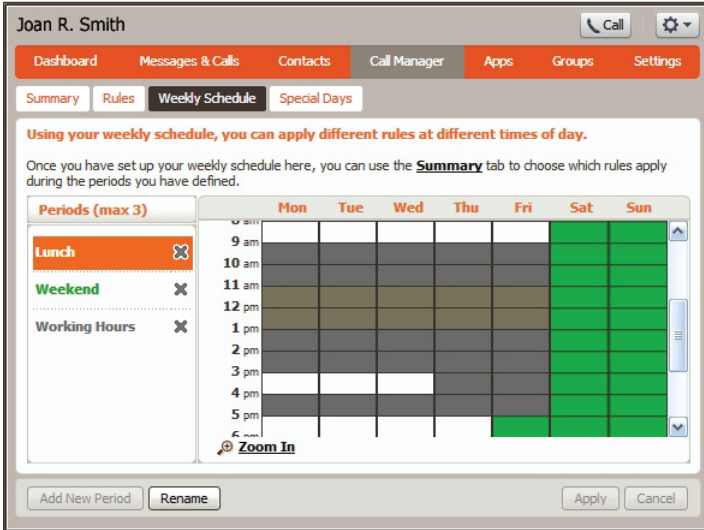 Joan R. Smith
Call
Dashboard Messages & Calls Contacts Call Manager Apps Groups Settings
Summary Rules Weekly Schedule Special Days
Using your weekly schedule, you can apply different rules at different times of day.
Once you have set up your weekly schedule here, you can use the Summary tab to choose which rules apply
during the periods you have defined.
Periods (max 3)
Mon Tue Wed Thu Fri Sat Sun
Lunch
Weekend
Working Hours
8 am
9 am
10 am
11 am
12 pm
1 pm
2 pm
3 pm
4 pm
5 pm
6 pm
Zoom In
Add New Period Rename Apply Cancel